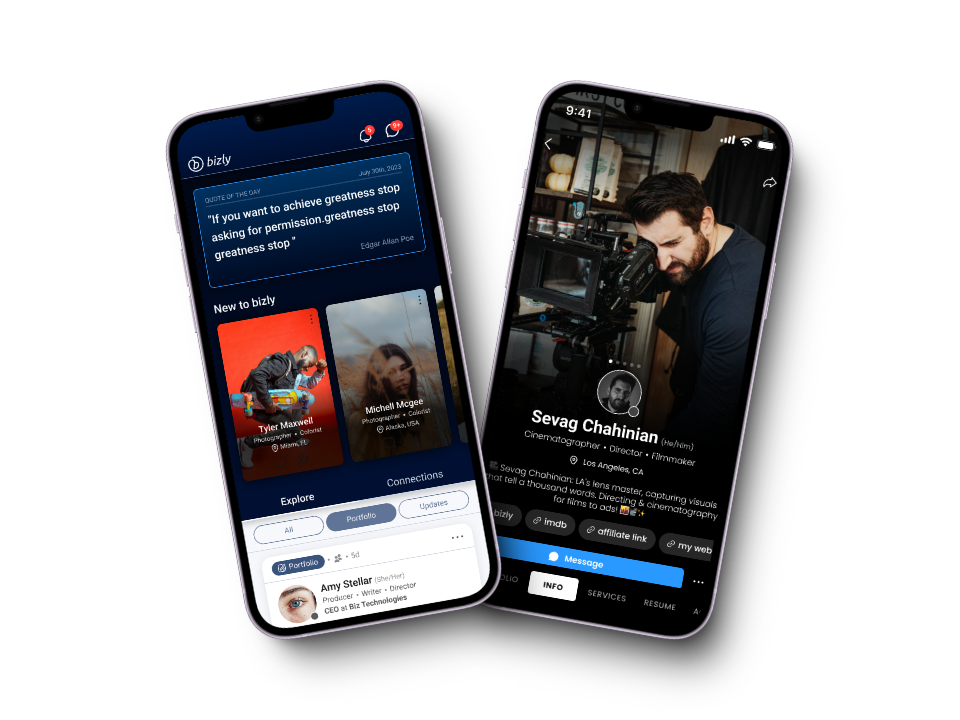 bizly
5
9+
QUOTE OF THE DAY
July 30th, 2023
"If you want to achieve greatness stop
asking for permission.greatness stop
greatness stop "
Edgar Allan Poe
New to bizly
Tyler Maxwell
Photographer • Colorist
Miami, FL
Michell Mcgee
Photographer • Colorist
Alaska, USA
Explore
Connections
All
Portfolio
Updates
Portfolio • • 5d
Amy Stellar (She/Her)
Producer • Writer • Director
CEO at Biz Technologies
9:41
Sevag Chahinian (He/Him)
Cinematographer • Director • Filmmaker
Los Angeles, CA
Sevag Chahinian: LA's lens master, capturing visuals
that tell a thousand words. Directing & cinematography
for films to ads!
bizly
imdb
affiliate link
my web
Message
OLIO
INFO
SERVICES
RESUME
A